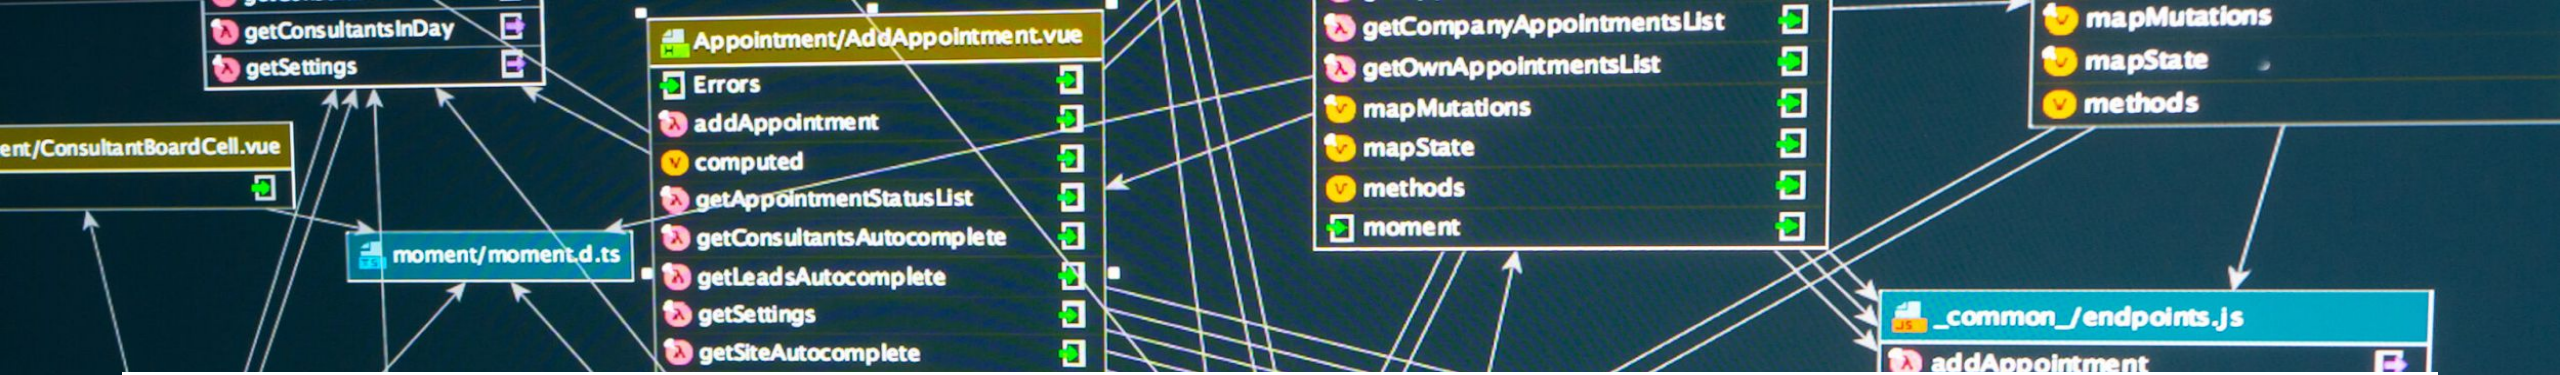 getConsultantsInDay
getSettings
ent/ConsultantBoardCell.vue
moment/moment.d.ts
Appointment/AddAppointment.vue
Errors
addAppointment
computed
getAppointmentStatusList
getConsultantsAutocomplete
getLeadsAutocomplete
getSettings
getSiteAutocomplete
getCompanyAppointmentsList
getOwnAppointmentsList
mapMutations
mapState
methods
moment
mapMutations
mapState
methods
_common_/endpoints.js
addAppointment